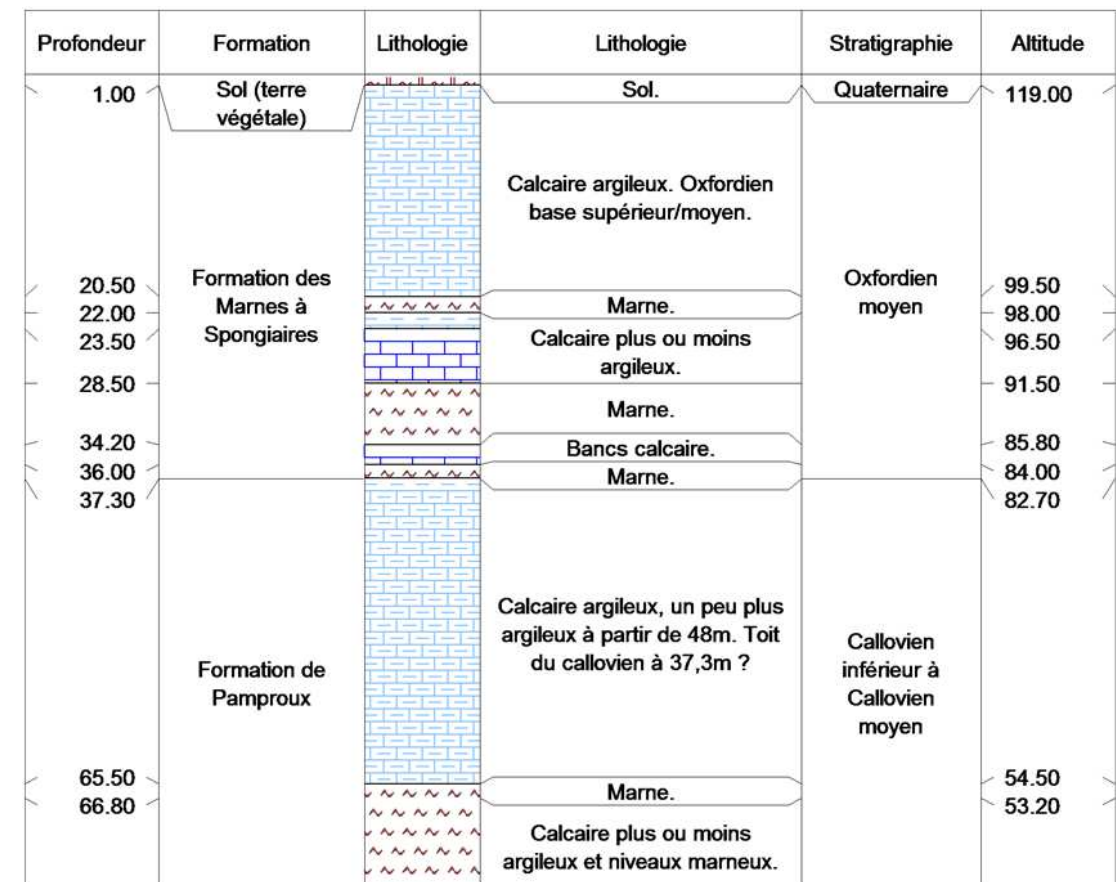 Profondeur Formation Lithologie Lithologie Stratigraphie Altitude
1.00 Sol (terre végétale) Sol. Quaternaire 119.00
Calcaire argileux. Oxfordien
base supérieur/moyen.
Formation des
Marnes à
Spongiaires
Oxfordien
moyen
20.50 99.50
22.00 Marne. 98.00
23.50 96.50
Calcaire plus ou moins
argileux.
28.50 91.50
Marne.
34.20 85.80
Bancs calcaire.
36.00 84.00
Marne.
37.30 82.70
Formation de
Pamproux
Calcaire argileux, un peu plus
argileux à partir de 48m. Toit
du callovien à 37,3m ?
Callovien
inférieur à
Callovien
moyen
65.50 54.50
Marne.
66.80 53.20
Calcaire plus ou moins
argileux et niveaux marneux.